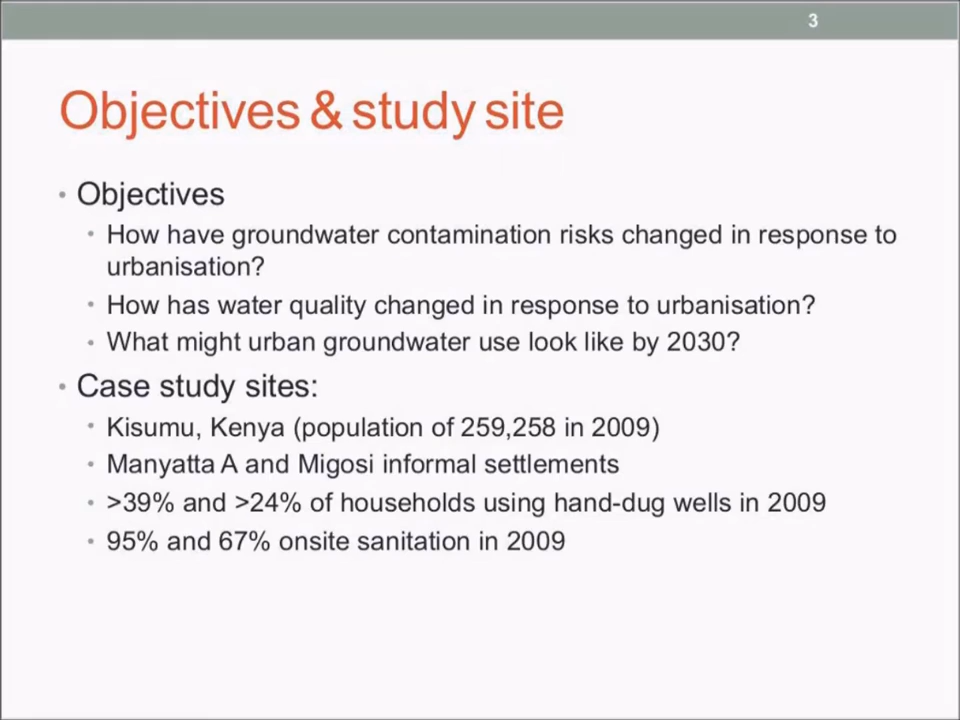 3
Objectives & study site
• Objectives
• How have groundwater contamination risks changed in response to
urbanisation?
• How has water quality changed in response to urbanisation?
• What might urban groundwater use look like by 2030?
• Case study sites:
• Kisumu, Kenya (population of 259,258 in 2009)
• Manyatta A and Migosi informal settlements
• >39% and >24% of households using hand-dug wells in 2009
• 95% and 67% onsite sanitation in 2009